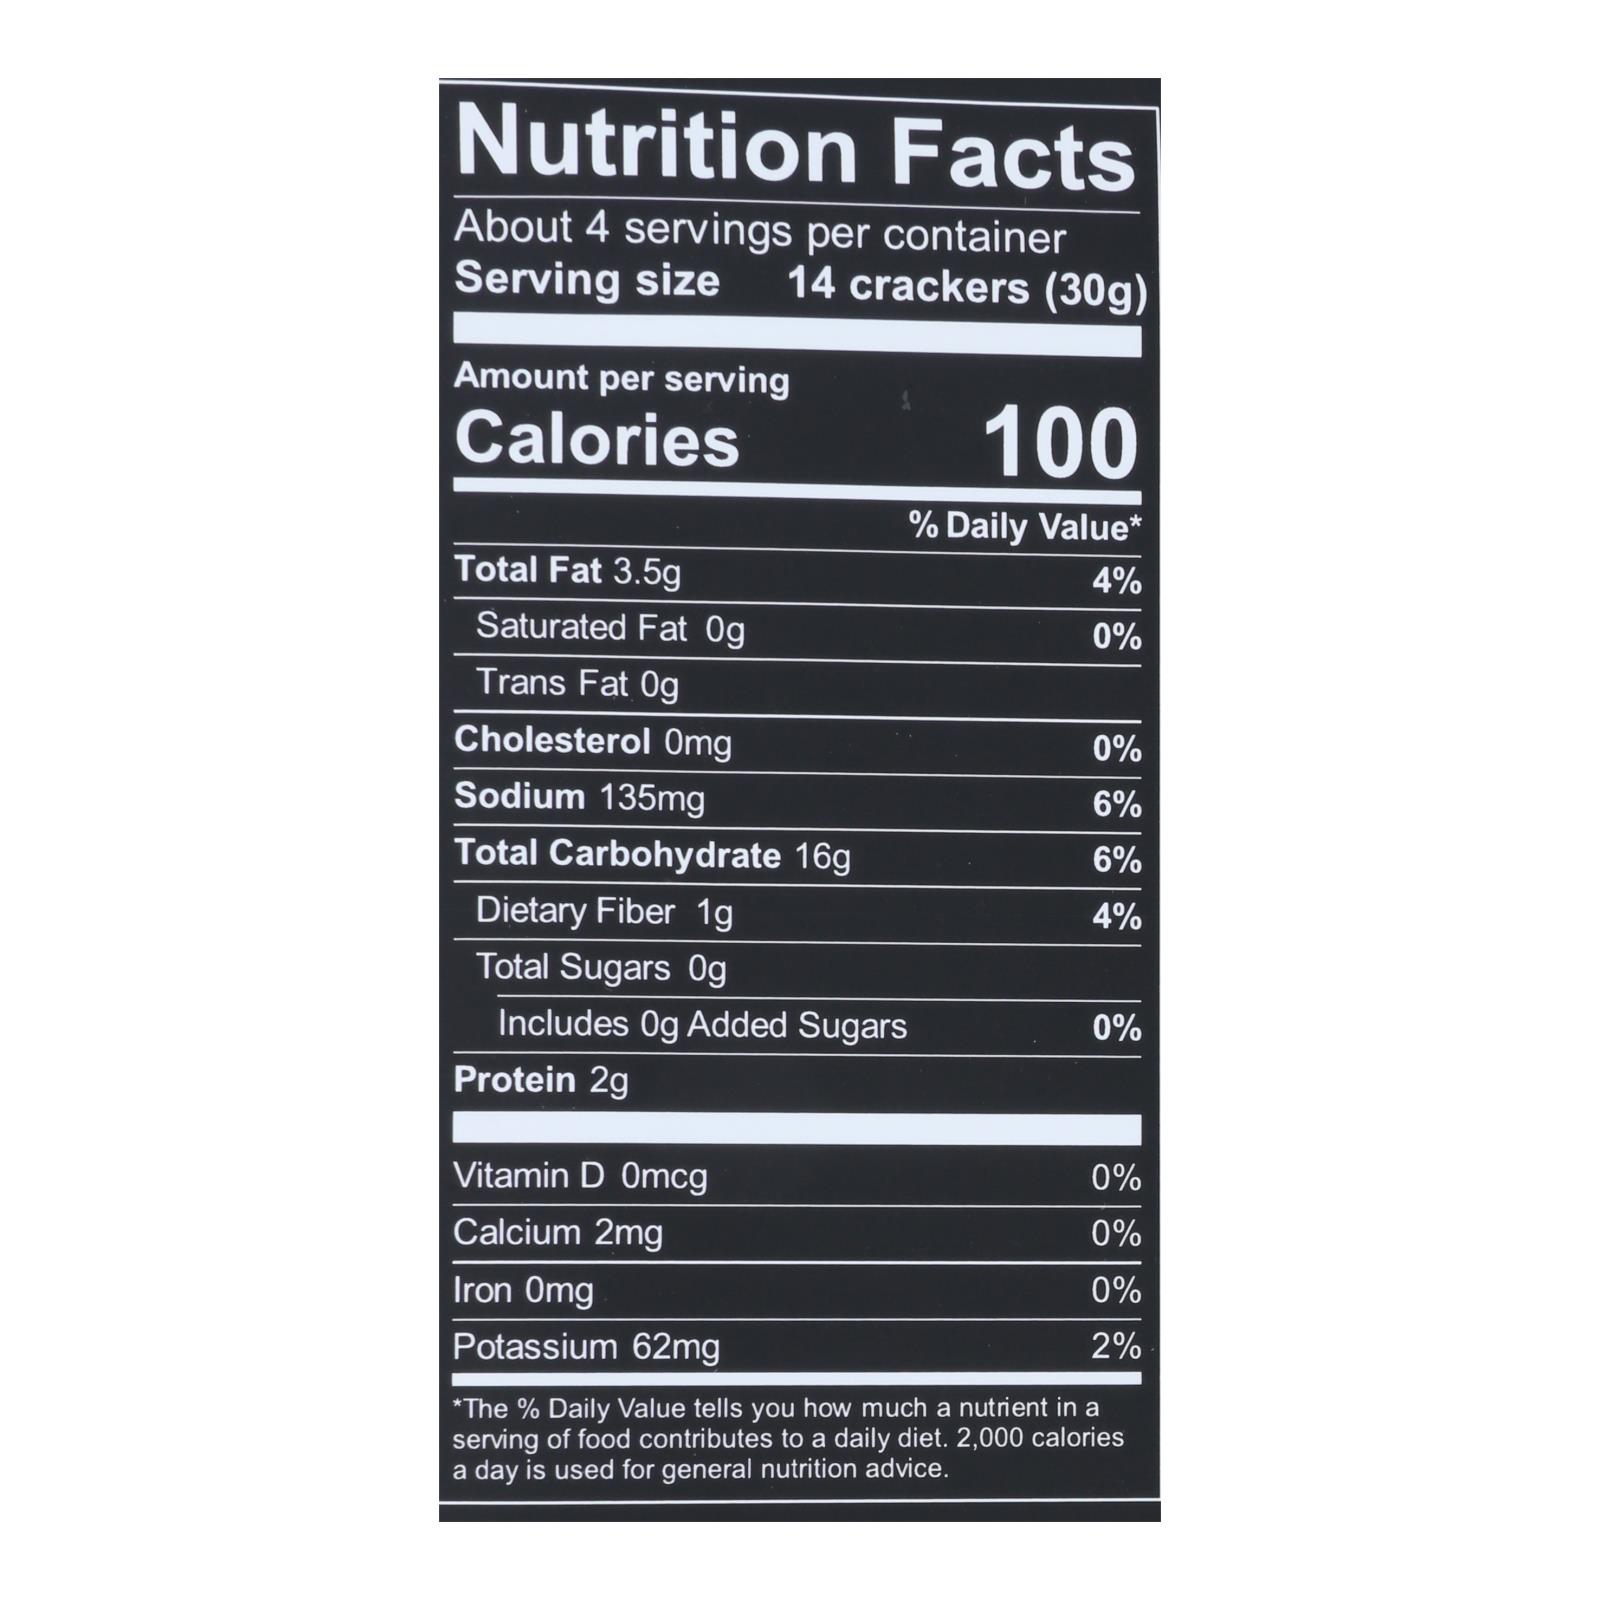 Nutrition Facts
About 4 servings per container
Serving size 14 crackers (30g)
Amount per serving
Calories 100
% Daily Value*
Total Fat 3.5g 4%
Saturated Fat 0g 0%
Trans Fat 0g
Cholesterol 0mg 0%
Sodium 135mg 6%
Total Carbohydrate 16g 6%
Dietary Fiber 1g 4%
Total Sugars 0g
Includes 0g Added Sugars 0%
Protein 2g
Vitamin D 0mcg 0%
Calcium 2mg 0%
Iron 0mg 0%
Potassium 62mg 2%
*The % Daily Value tells you how much a nutrient in a
serving of food contributes to a daily diet. 2,000 calories
a day is used for general nutrition advice.